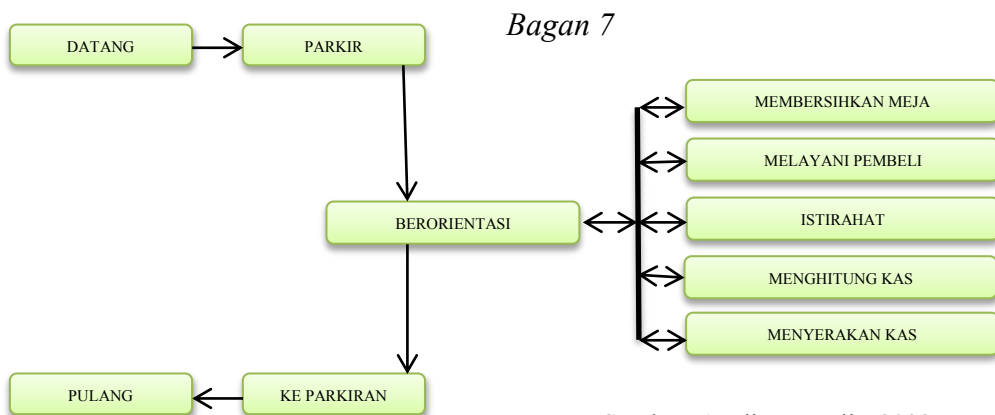 Bagan 7
DATANG
PARKIR
MEMBERSIHKAN MEJA
MELAYANI PEMBELI
BERORIENTASI
ISTIRAHAT
MENGHITUNG KAS
MENYERAKAN KAS
PULANG
KE PARKIRAN